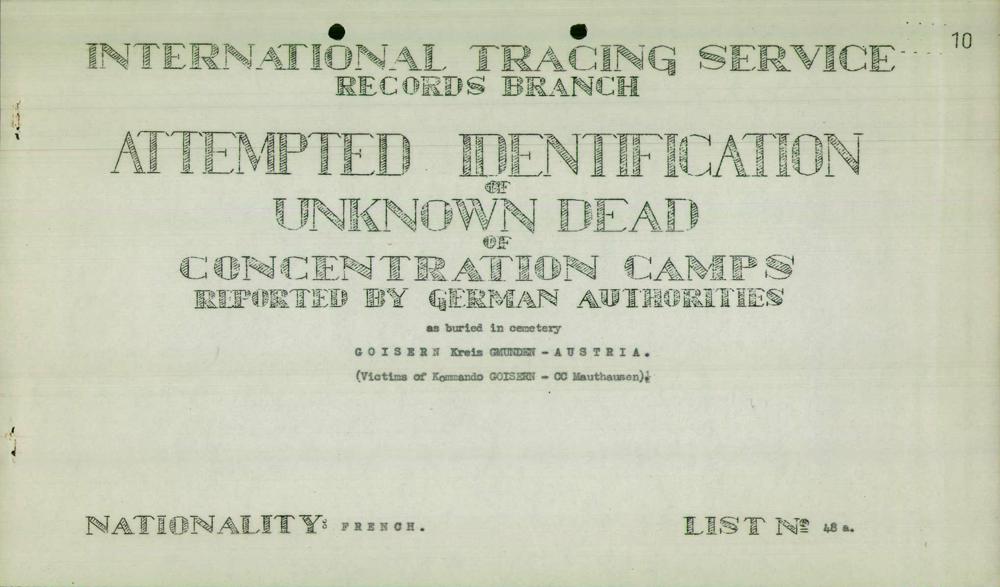 10
INTERNATIONAL TRACING SERVICE
RECORDS BRANCH
ATTEMPTED IDENTIFICATION
OF
UNKNOWN DEAD
OF
CONCENTRATION CAMPS
REPORTED BY GERMAN AUTHORITIES
as buried in cemetery
GOISERN Kreis GMUNDEN - AUSTRIA.
(Victims of Kommando GOISERN - CC Mauthausen).
NATIONALITY: FRENCH. LIST Nº 48 a.